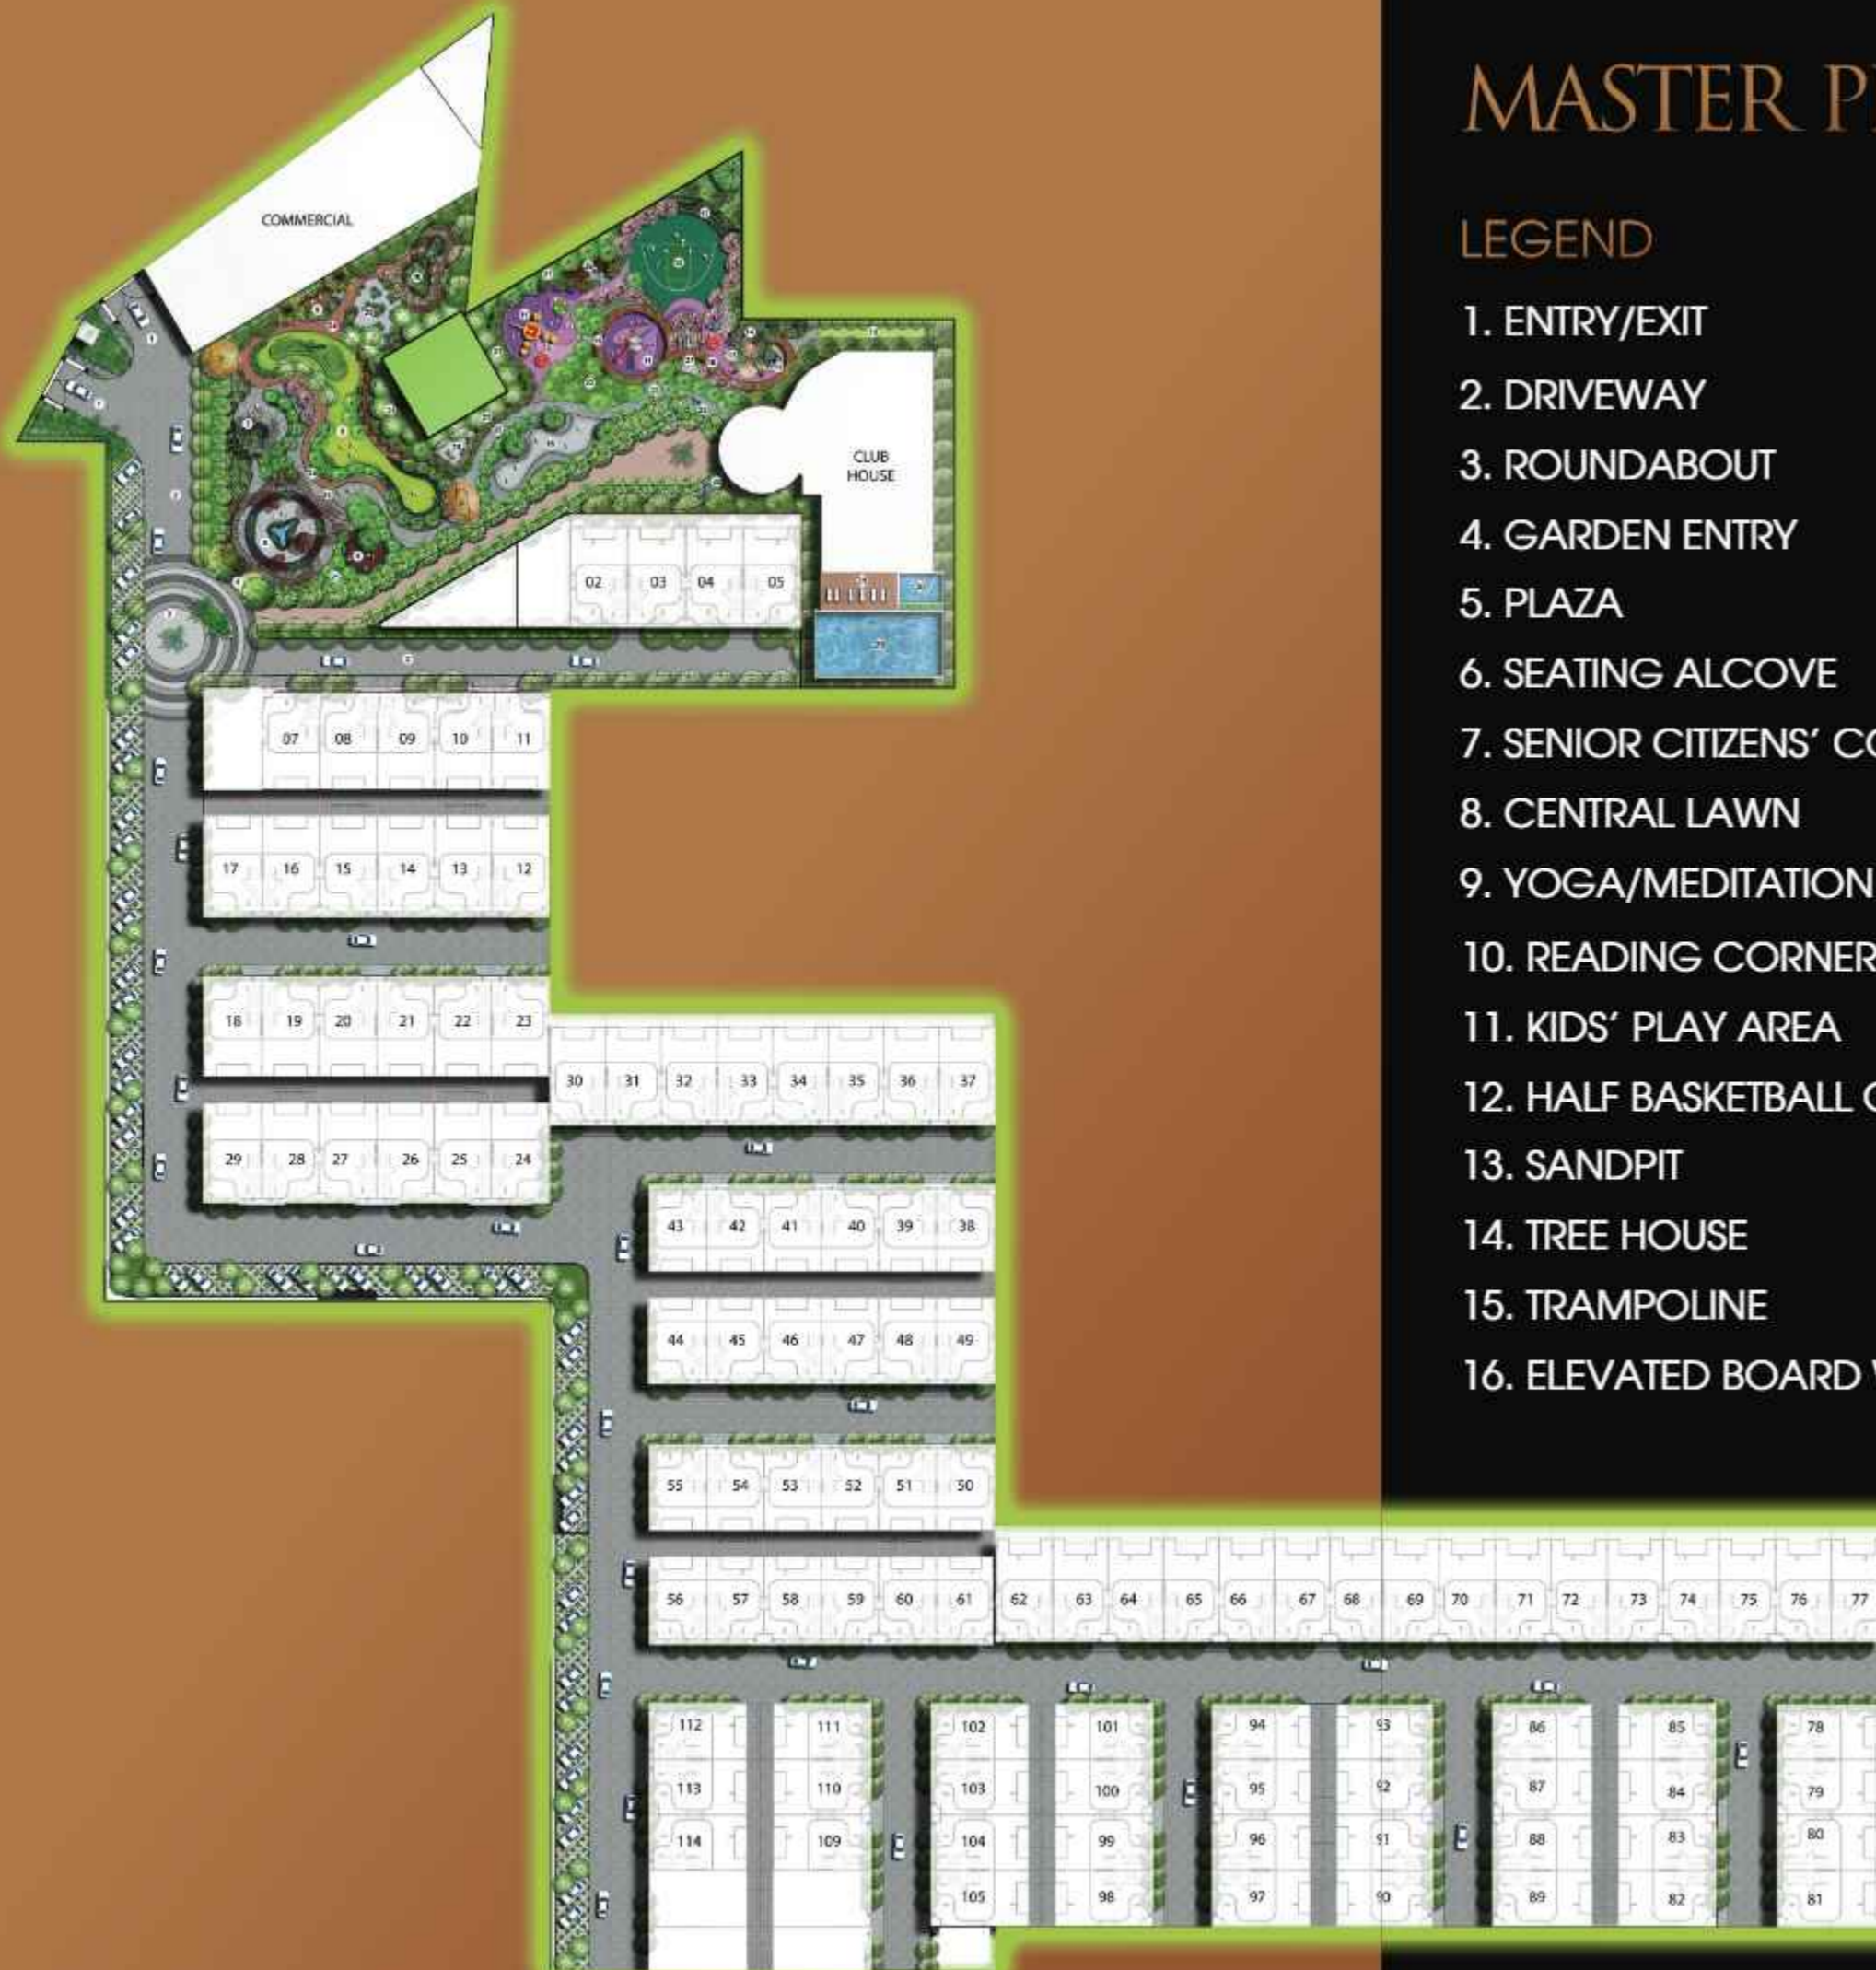 MASTER
LEGEND
1. ENTRY/EXIT
2. DRIVEWAY
3. ROUNDABOUT
4. GARDEN ENTRY
5. PLAZA
6. SEATING ALCOVE
7. SENIOR CITIZENS'
8. CENTRAL LAWN
9. YOGA/MEDITATION
10. READING CORNER
11. KIDS' PLAY AREA
12. HALF BASKETBALL
13. SANDPIT
14. TREE HOUSE
15. TRAMPOLINE
16. ELEVATED BOARD
COMMERCIAL
CLUB
HOUSE
02 03 04 05
07 08 09 10 11
17 16 15 14 13 12
18 19 20 21 22 23
30 31 32 33 34 35 36 37
29 28 27 26 25 24
43 42 41 40 39 38
44 45 46 47 48 49
55 54 53 52 51 50
56 57 58 59 60 61 62 63 64 65 66 67 68 69 70 71 72 73 74 75 76 77
112 111 102 101 94 93 86 85 78
113 110 103 100 95 92 87 84 79
114 109 104 99 96 91 88 83 80
105 98 97 90 89 82 81